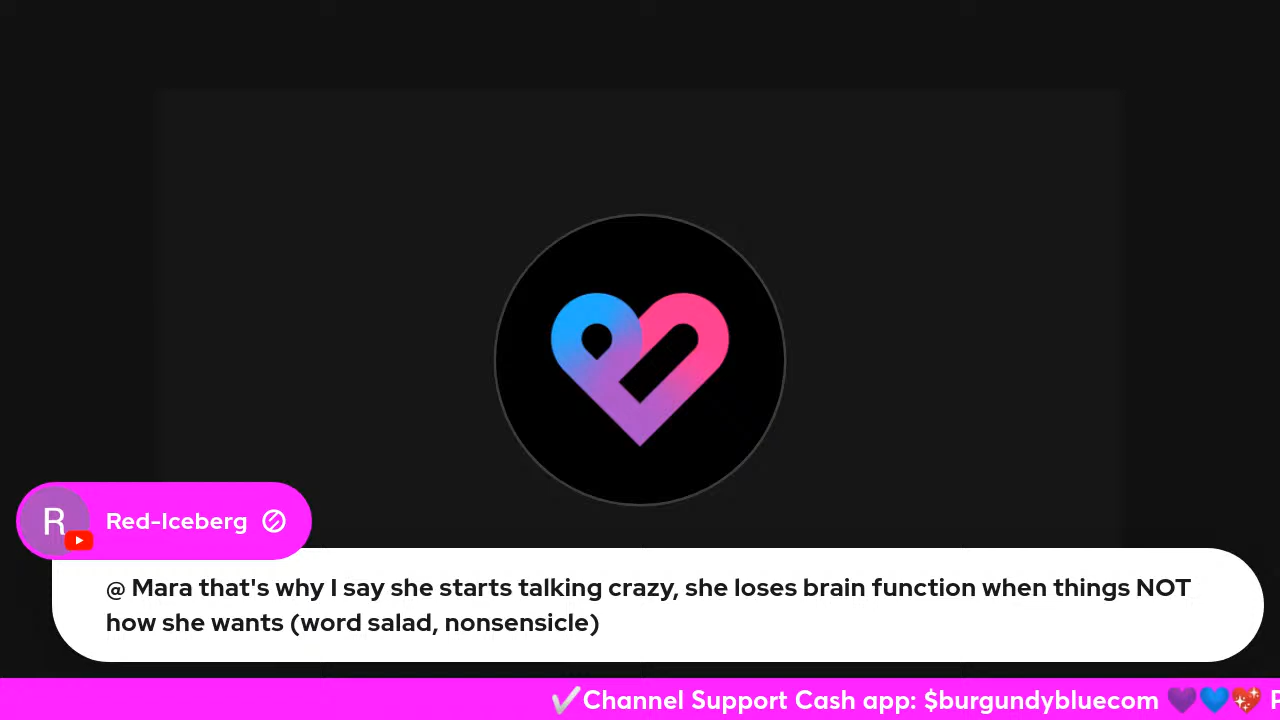 R
Red-Iceberg
@ Mara that's why I say she starts talking crazy, she loses brain function when things NOT
how she wants (word salad, nonsensicle)
✔️Channel Support Cash app: $burgundybluecom 💜💙💖 P